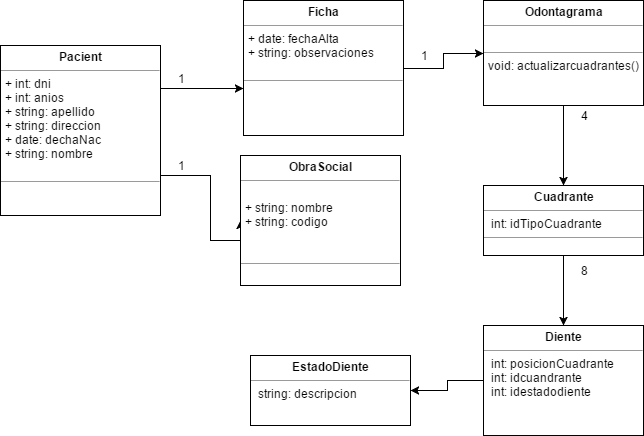 Pacient
+ int: dni
+ int: anios
+ string: apellido
+ string: direccion
+ date: dechaNac
+ string: nombre
1
1
Ficha
+ date: fechaAlta
+ string: observaciones
1
Odontagrama
void: actualizarcuadrantes()
4
ObraSocial
+ string: nombre
+ string: codigo
Cuadrante
int: idTipoCuadrante
8
Diente
int: posicionCuadrante
int: idcuandrante
int: idestadodiente
EstadoDiente
string: descripcion